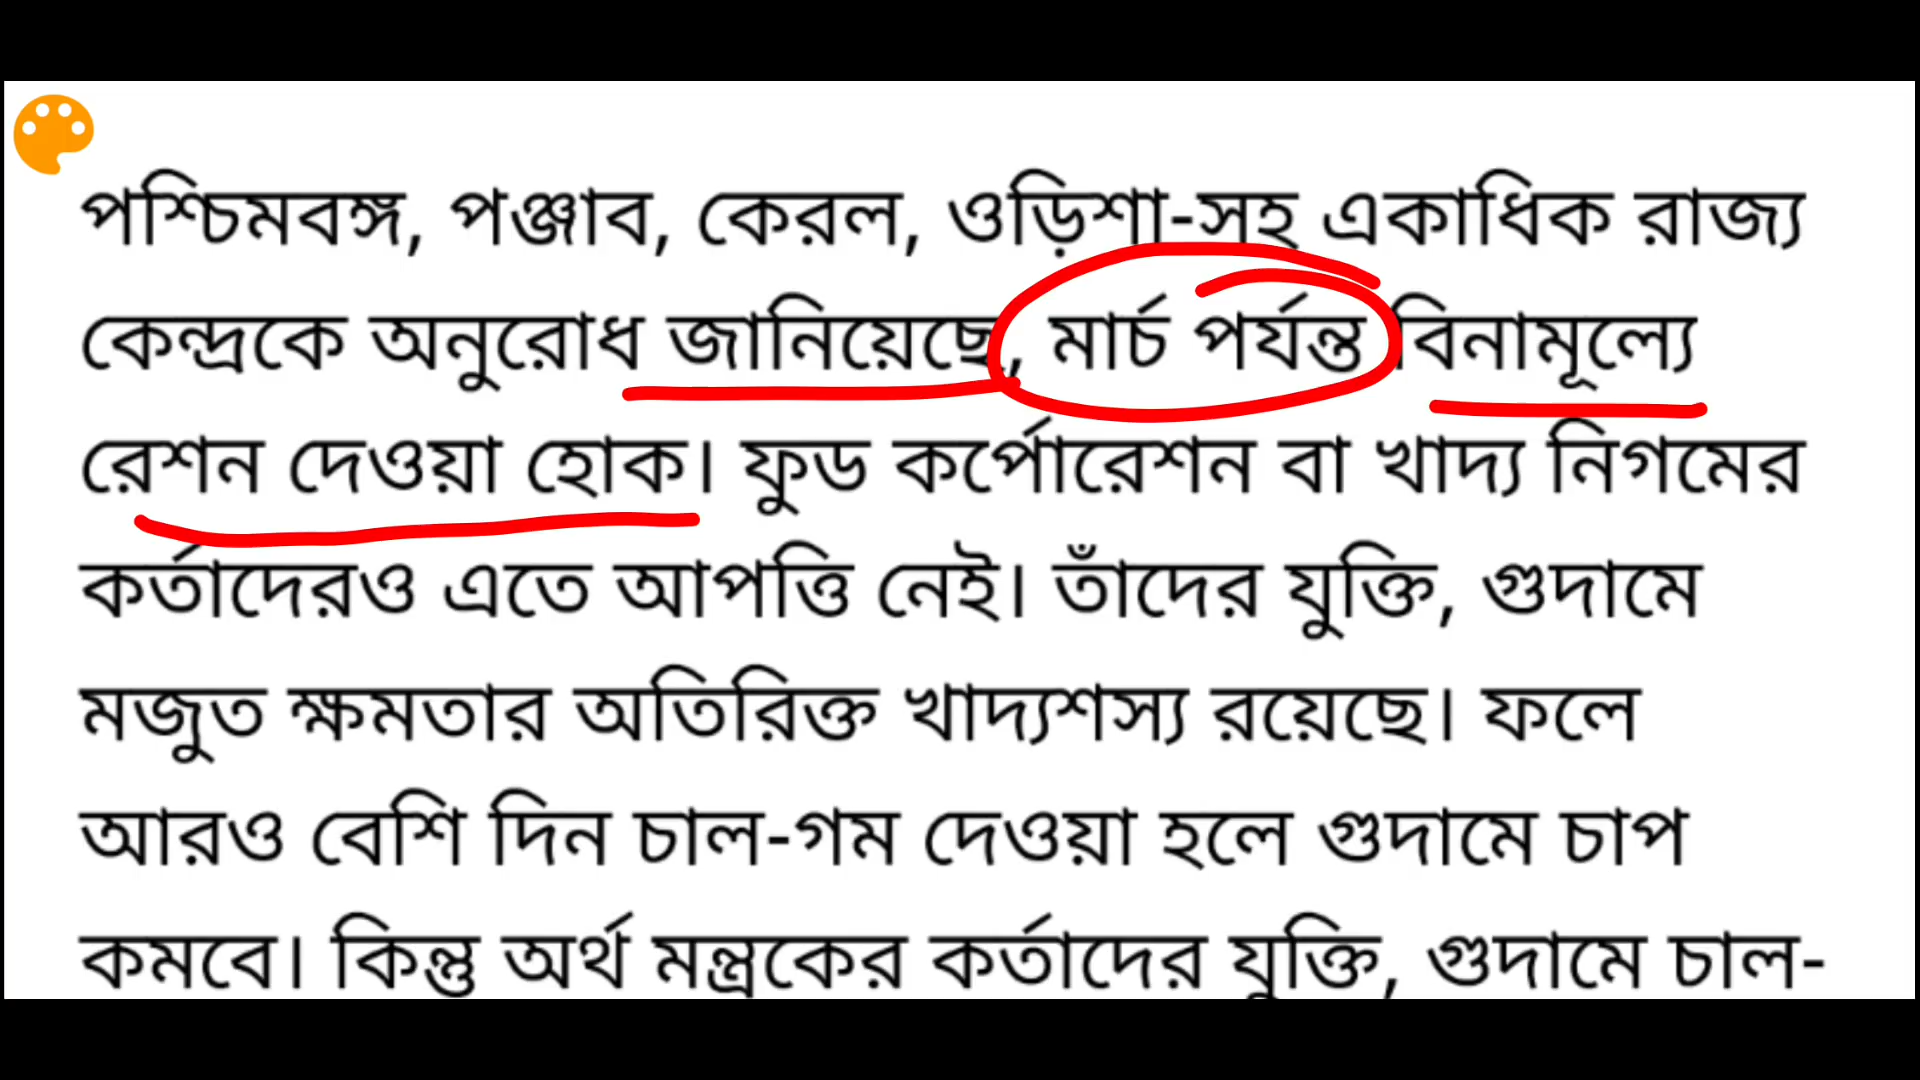 পশ্চিমবঙ্গ, পঞ্জাব, কেরল, ওড়িশা-সহ একাধিক রাজ্য
কেন্দ্রকে অনুরোধ জানিয়েছে, মার্চ পর্যন্ত বিনামূল্যে
রেশন দেওয়া হোক। ফুড কর্পোরেশন বা খাদ্য নিগমের
কর্তাদেরও এতে আপত্তি নেই। তাঁদের যুক্তি, গুদামে
মজুত ক্ষমতার অতিরিক্ত খাদ্যশস্য রয়েছে। ফলে
আরও বেশি দিন চাল-গম দেওয়া হলে গুদামে চাপ
কমবে। কিন্তু অর্থ মন্ত্রকের কর্তাদের যুক্তি, গুদামে চাল-